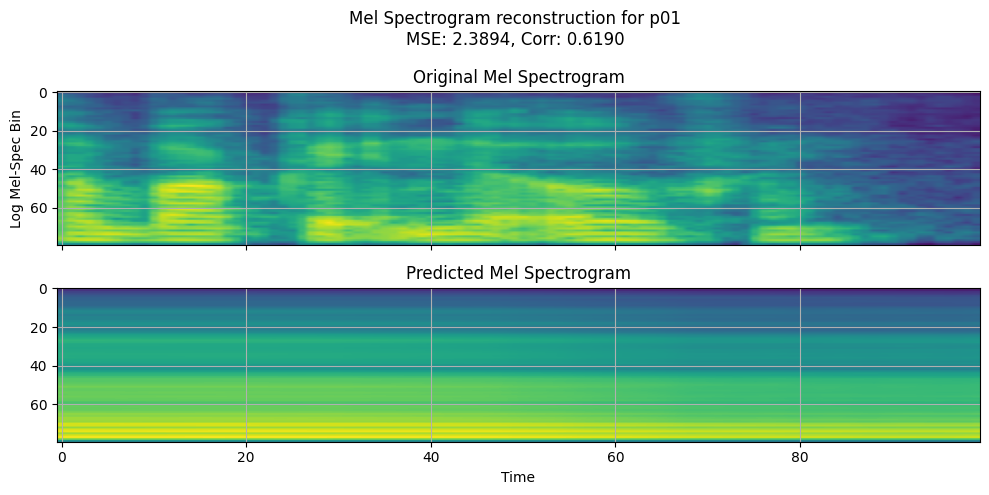 Mel Spectrogram reconstruction for p01
MSE: 2.3894, Corr: 0.6190
Original Mel Spectrogram
0
20
40
60
Log Mel-Spec Bin
Predicted Mel Spectrogram
0
20
40
60
0 20 40 60 80
Time